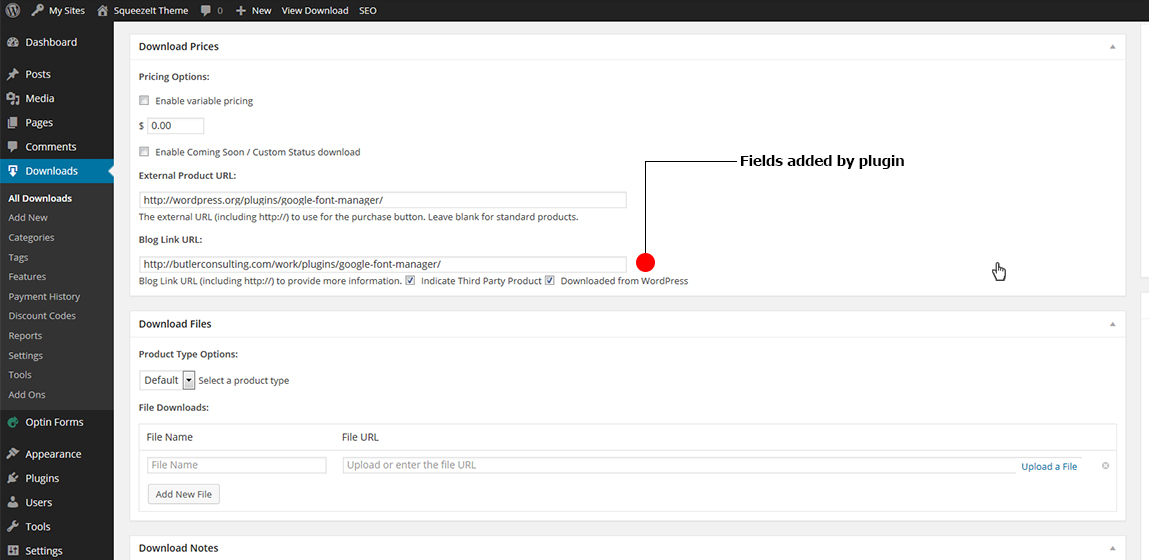 My Sites SqueezeIt Theme 0 New View Download SEO
Dashboard
Posts
Media
Pages
Comments
Downloads
All Downloads
Add New
Categories
Tags
Features
Payment History
Discount Codes
Reports
Settings
Tools
Add Ons
Optin Forms
Appearance
Plugins
Users
Tools
Settings
Download Prices
Pricing Options:
Enable variable pricing
$ 0.00
Enable Coming Soon / Custom Status download
External Product URL:
http://wordpress.org/plugins/google-font-manager/
The external URL (including http://) to use for the purchase button. Leave blank for standard products.
Blog Link URL:
http://butlerconsulting.com/work/plugins/google-font-manager/
Blog Link URL (including http://) to provide more information. Indicate Third Party Product Downloaded from WordPress
Fields added by plugin
Download Files
Product Type Options:
Default Select a product type
File Downloads:
File Name File URL
File Name Upload or enter the file URL Upload a File
Add New File
Download Notes